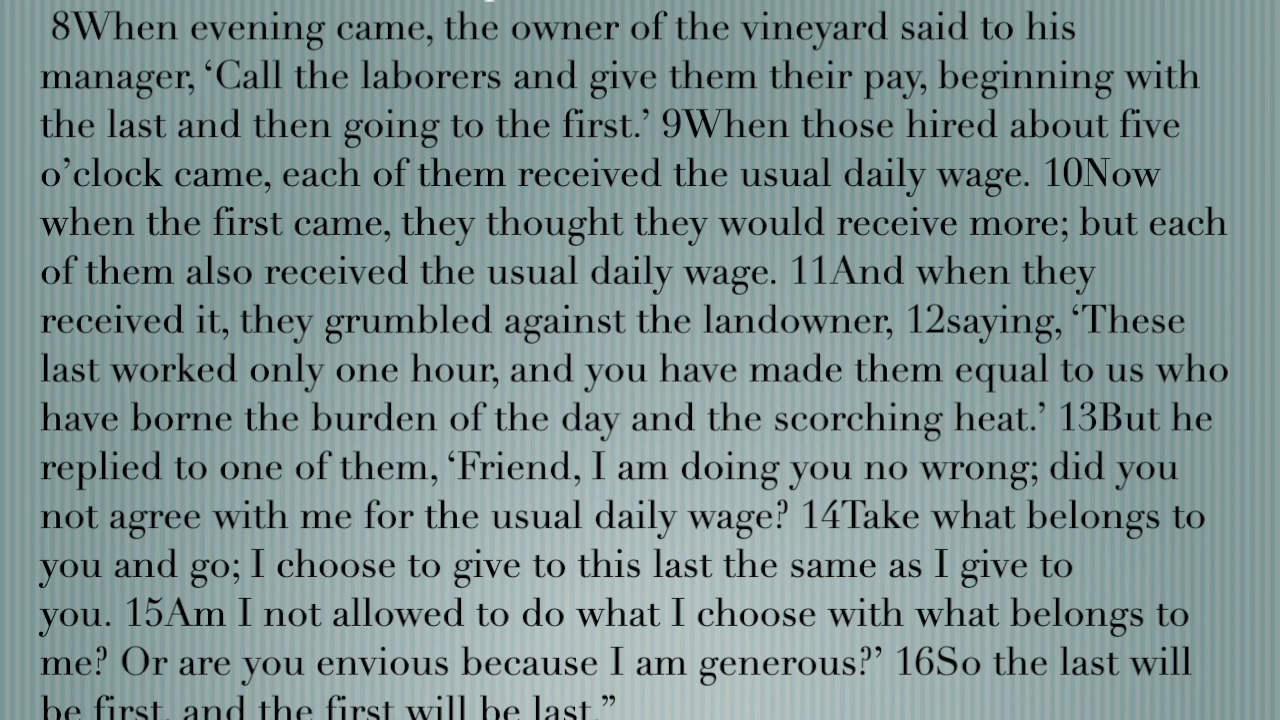 8When evening came, the owner of the vineyard said to his
manager, ‘Call the laborers and give them their pay, beginning with
the last and then going to the first.’ 9When those hired about five
o’clock came, each of them received the usual daily wage. 10Now
when the first came, they thought they would receive more; but each
of them also received the usual daily wage. 11And when they
received it, they grumbled against the landowner, 12saying, ‘These
last worked only one hour, and you have made them equal to us who
have borne the burden of the day and the scorching heat.’ 13But he
replied to one of them, ‘Friend, I am doing you no wrong; did you
not agree with me for the usual daily wage? 14Take what belongs to
you and go; I choose to give to this last the same as I give to
you. 15Am I not allowed to do what I choose with what belongs to
me? Or are you envious because I am generous?’ 16So the last will
be first, and the first will be last.”